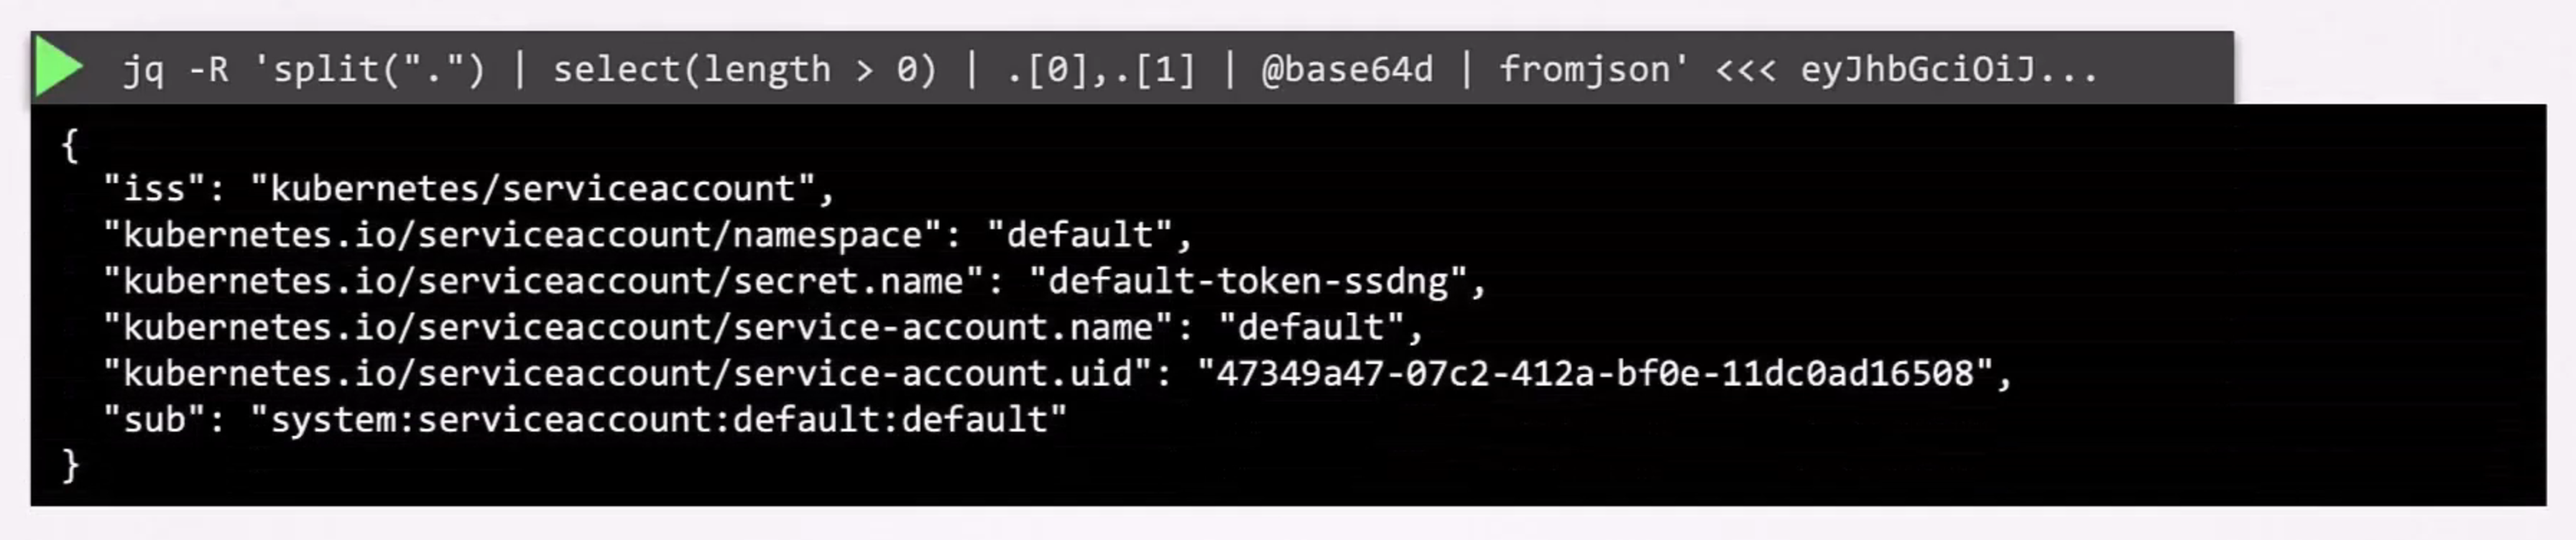 jq -R 'split(".") | select(length > 0) | .[0],.[1] | @base64d | fromjson' <<< eyJhbGciOiJ...
{
"iss": "kubernetes/serviceaccount",
"kubernetes.io/serviceaccount/namespace": "default",
"kubernetes.io/serviceaccount/secret.name": "default-token-ssdng",
"kubernetes.io/serviceaccount/service-account.name": "default",
"kubernetes.io/serviceaccount/service-account.uid": "47349a47-07c2-412a-bf0e-11dc0ad16508",
"sub": "system:serviceaccount:default:default"
}